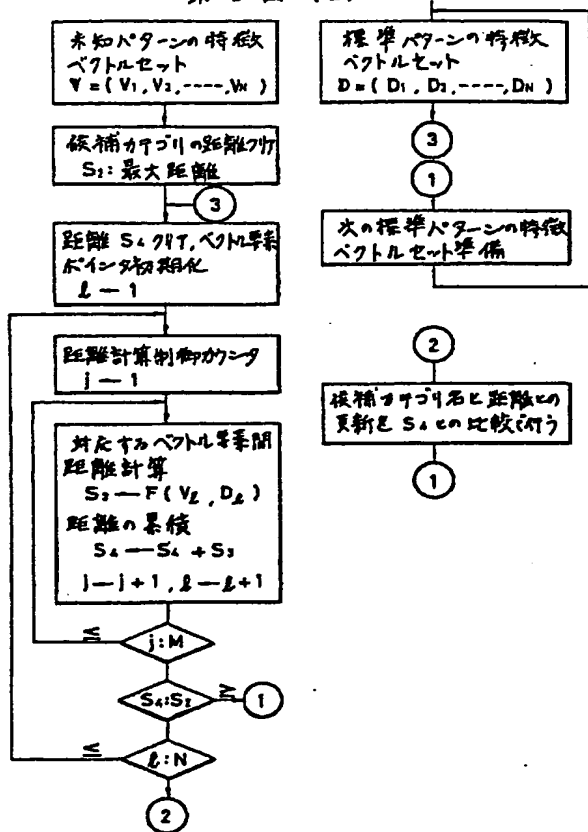 未知パターンの特徴
ベクトルセット
V=( V1, V2, ----, VN )
候補カテゴリの距離クリア
S2: 最大距離
3
距離 S4 クリア, ベクトル要素
ポインタ初期化
ℓ ← 1
距離計算制御カウンタ
j ← 1
対応するベクトル要素間
距離計算
S3 ← F( Vℓ, Dℓ )
距離の累積
S4 ← S4 + S3
j ← j+1, ℓ ← ℓ+1
j:M
≤
S4:S2
≥
1
ℓ:N
≤
2
標準パターンの特徴
ベクトルセット
D=( D1, D2, ----, DN )
3
1
次の標準パターンの特徴
ベクトルセット準備
2
候補カテゴリ名と距離との
更新を S4 との比較で行う
1